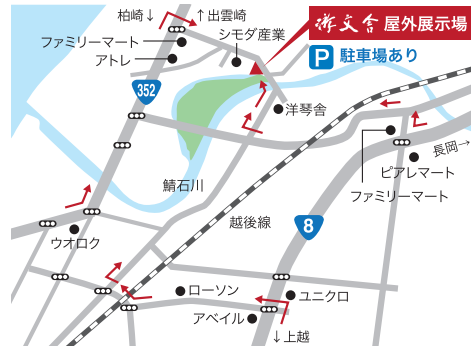 柏崎↓
↑出雲崎
游文舎 屋外展示場
シモダ産業
ファミリーマート
アトレ
P 駐車場あり
352
洋琴舎
長岡→
ピアレマート
ファミリーマート
鯖石川
越後線
8
ウオロク
ローソン
ユニクロ
アベイル
↓上越